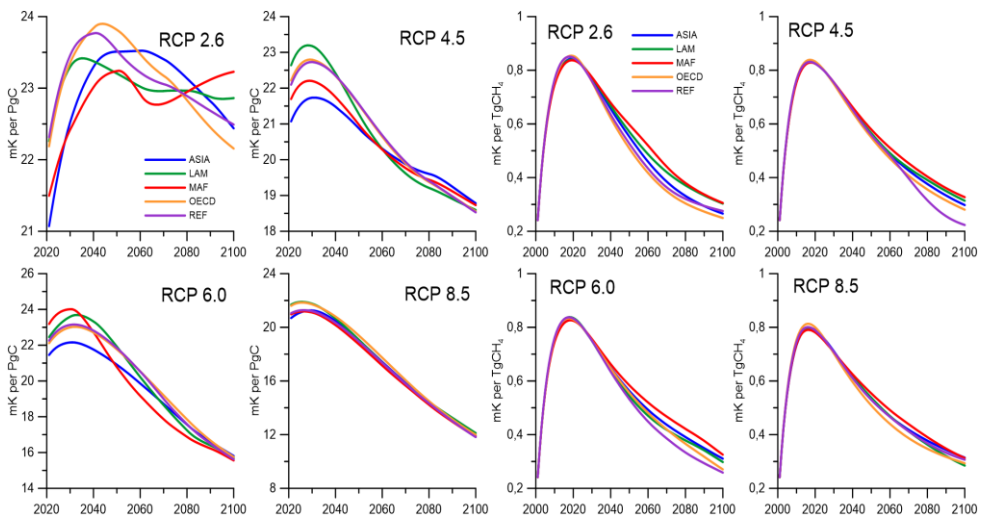 mK per PgC
24
23
22
21
RCP 2.6
ASIA
LAM
MAF
OECD
REF
2020 2040 2060 2080 2100
mK per PgC
24
23
22
21
20
19
18
17
RCP 4.5
2020 2040 2060 2080 2100
mK per TgCH₄
1
0,8
0,6
0,4
0,2
RCP 2.6
ASIA
LAM
MAF
OECD
REF
2000 2020 2040 2060 2080 2100
mK per TgCH₄
1
0,8
0,6
0,4
0,2
RCP 4.5
2000 2020 2040 2060 2080 2100
mK per PgC
26
24
22
20
18
16
14
RCP 6.0
2020 2040 2060 2080 2100
mK per PgC
24
20
16
12
8
RCP 8.5
2020 2040 2060 2080 2100
mK per TgCH₄
1
0,8
0,6
0,4
0,2
RCP 6.0
2000 2020 2040 2060 2080 2100
mK per TgCH₄
1
0,8
0,6
0,4
0,2
RCP 8.5
2000 2020 2040 2060 2080 2100